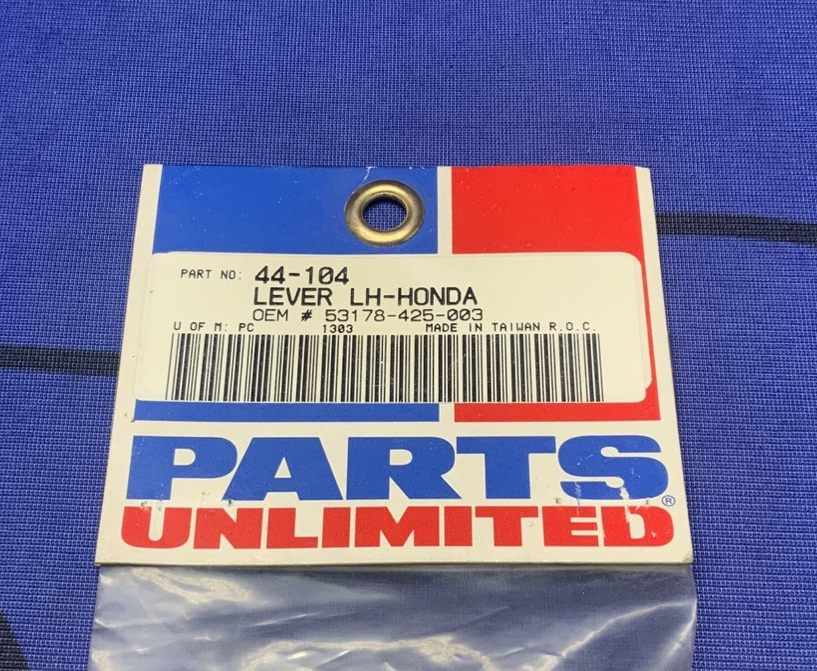 PART NO: 44-104
LEVER LH-HONDA
OEM # 53178-425-003
U OF M: PC 1303 MADE IN TAIWAN R.O.C.
PARTS
UNLIMITED®